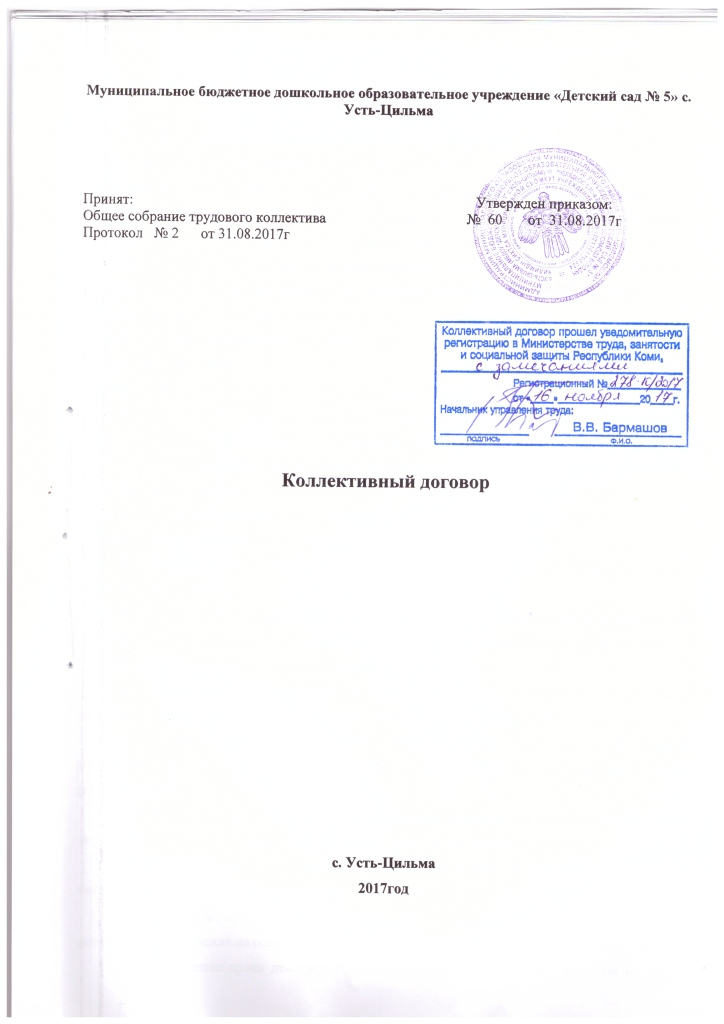 Муниципальное бюджетное дошкольное образовательное учреждение «Детский сад № 5» с.
Усть-Цильма
Принят:
Общее собрание трудового коллектива
Протокол № 2 от 31.08.2017г
Утвержден приказом:
№ 60 от 31.08.2017г
Коллективный договор прошел уведомительную
регистрацию в Министерстве труда, занятости
и социальной защиты Республики Коми,
с замечаниями
Регистрационный № 278-К/2017
от «16» ноября 2017г.
Начальник управления труда:
В.В. Бармашов
подпись Ф.И.О.
Коллективный договор
с. Усть-Цильма
2017год